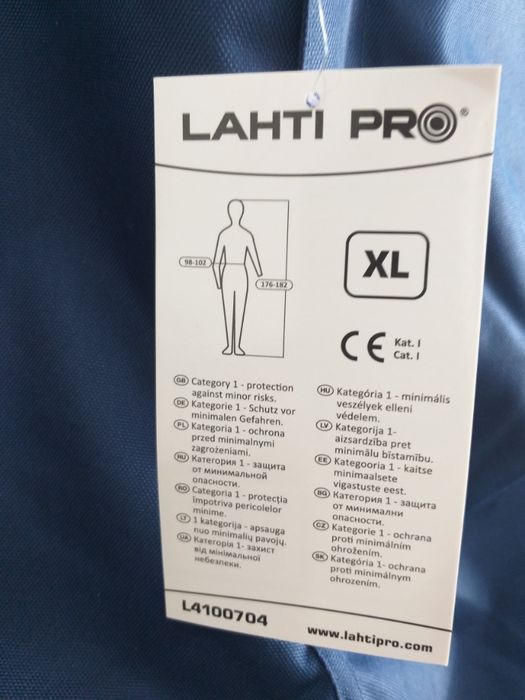 LAHTI PRO®
98-102
176-182
XL
CE Kat. I
Cat. I
GB Category 1 - protection
against minor risks.
DE Kategorie 1 - Schutz vor
minimalen Gefahren.
PL Kategoria 1 - ochrona
przed minimalnymi
zagrożeniami.
RU Категория 1 - защита
от минимальной
опасности.
RO Categoria 1 - protecția
împotriva pericolelor
minime.
LT 1 kategorija - apsauga
nuo minimalių pavojų.
UA Категорія 1- захист
від мінімальної
небезпеки.
HU Kategória 1 - minimális
veszélyek elleni
védelem.
LV Kategorija 1-
aizsardzība pret
minimālu bīstamību.
EE Kategooria 1 - kaitse
minimaalsete
vigastuste eest.
BG Категория 1 - защита
от минимални
опасности.
CZ Kategorie 1 - ochrana
proti minimálním
ohrožením.
SK Kategória 1- ochrana
proti minimálnym
ohrozením.
L4100704
www.lahtipro.com